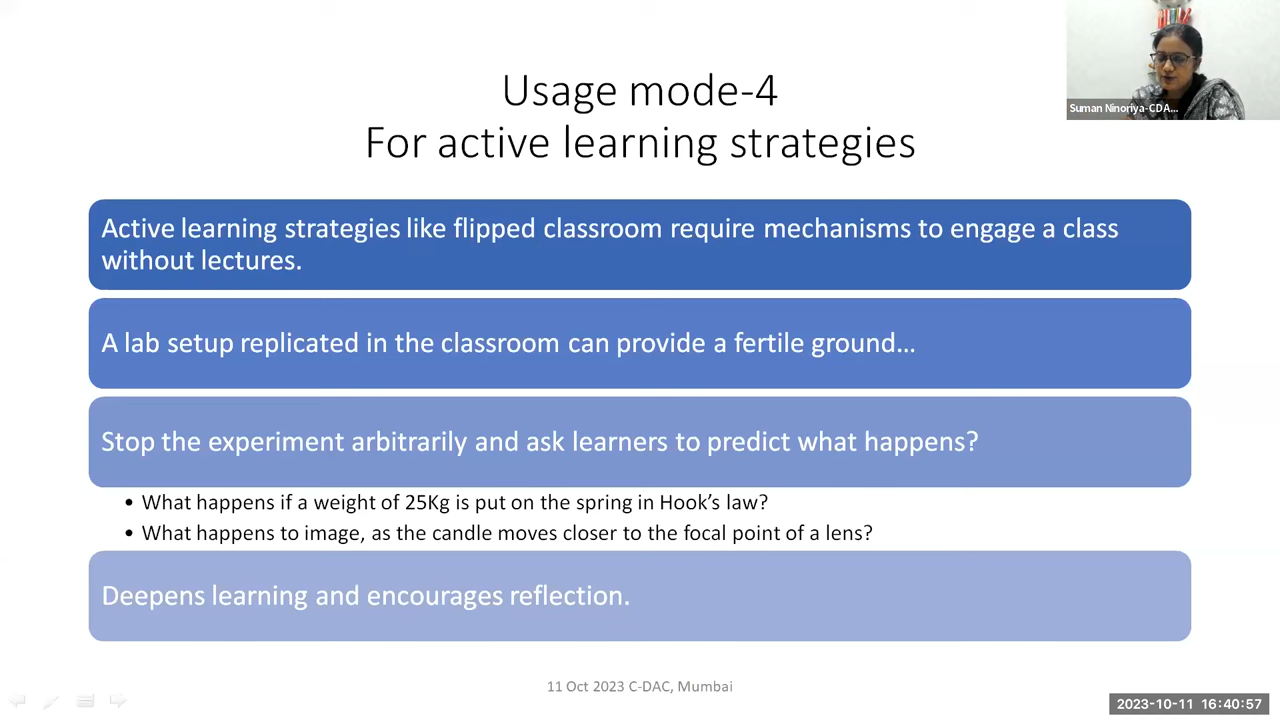 Usage mode-4
For active learning strategies
Suman Ninoriya-CDA...
Active learning strategies like flipped classroom require mechanisms to engage a class
without lectures.
A lab setup replicated in the classroom can provide a fertile ground...
Stop the experiment arbitrarily and ask learners to predict what happens?
• What happens if a weight of 25Kg is put on the spring in Hook's law?
• What happens to image, as the candle moves closer to the focal point of a lens?
Deepens learning and encourages reflection.
11 Oct 2023 C-DAC, Mumbai
2023-10-11 16:40:57